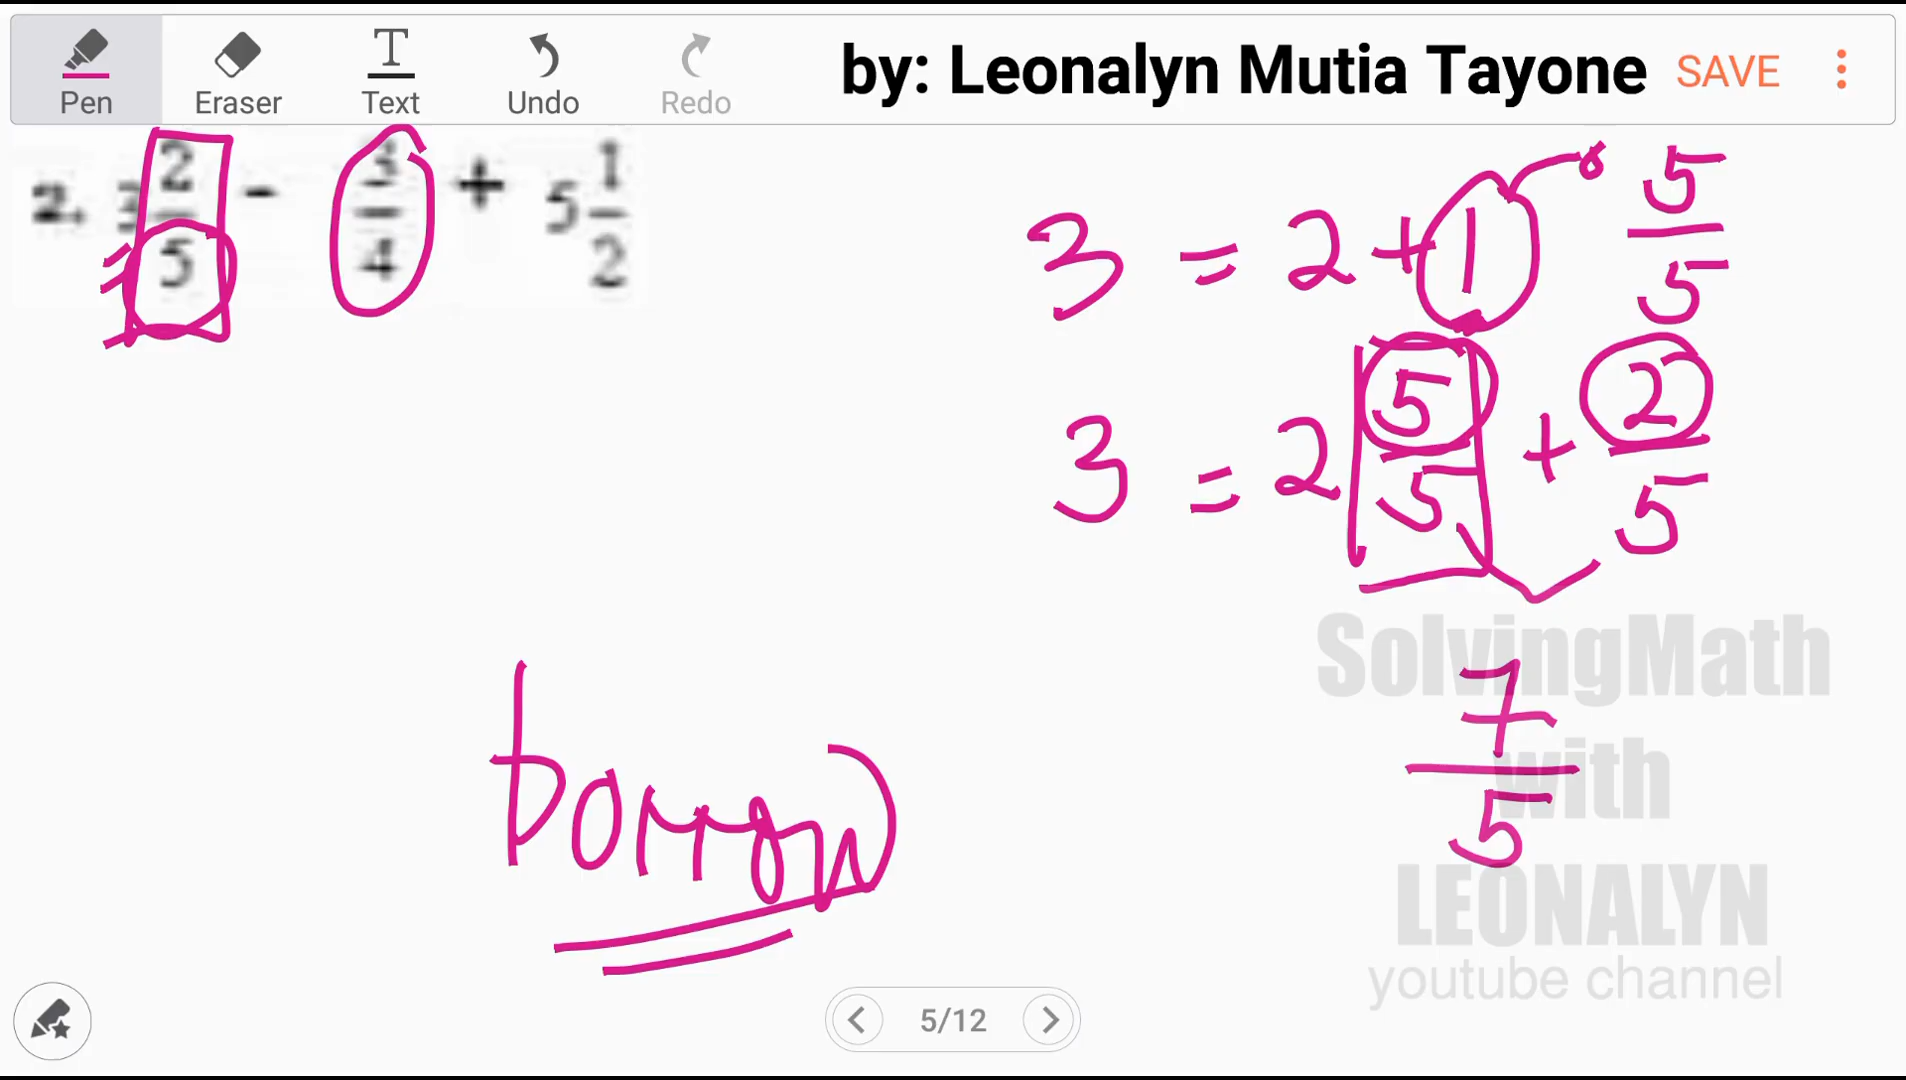 Pen Eraser Text Undo Redo by: Leonalyn Mutia Tayone SAVE
2. 3 2/5 - 3/4 + 5 1/2
3 = 2 + 1 5/5
3 = 2 5/5 + 2/5
7/5
borrow
SolvingMath
with
LEONALYN
youtube channel
5/12